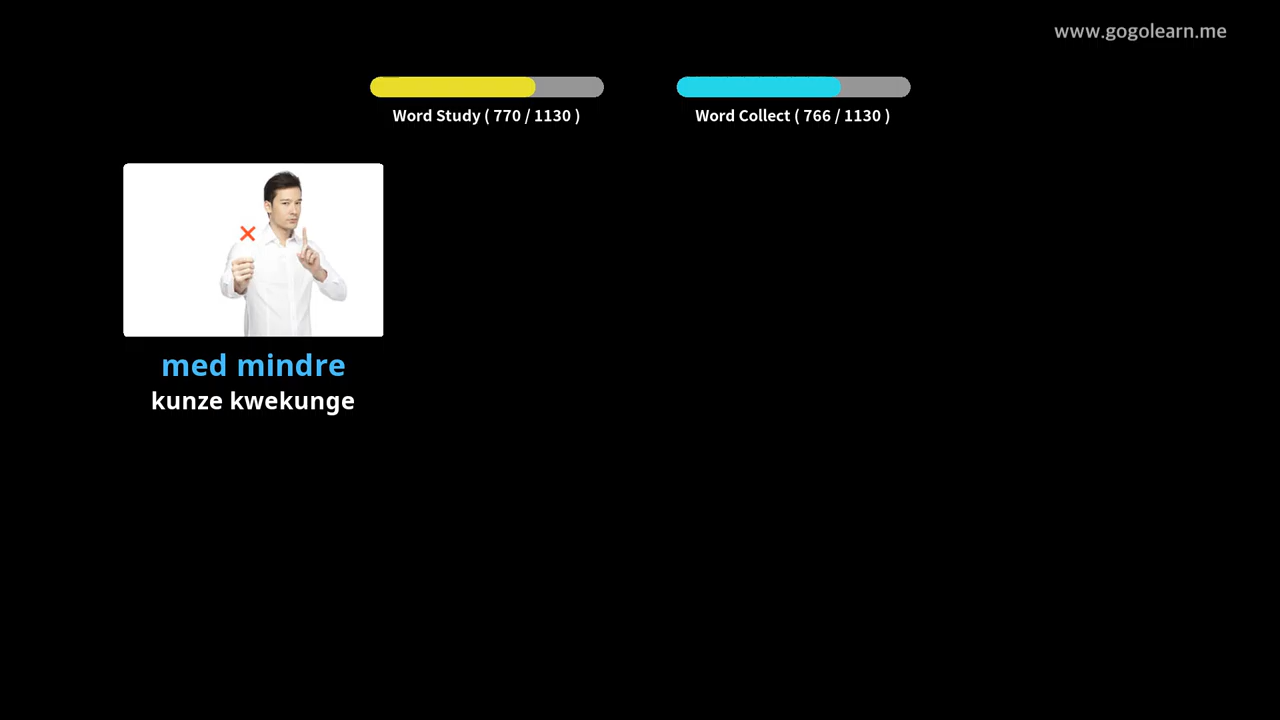 www.gogolearn.me
Word Study ( 770 / 1130 )
Word Collect ( 766 / 1130 )
med mindre
kunze kwekunge